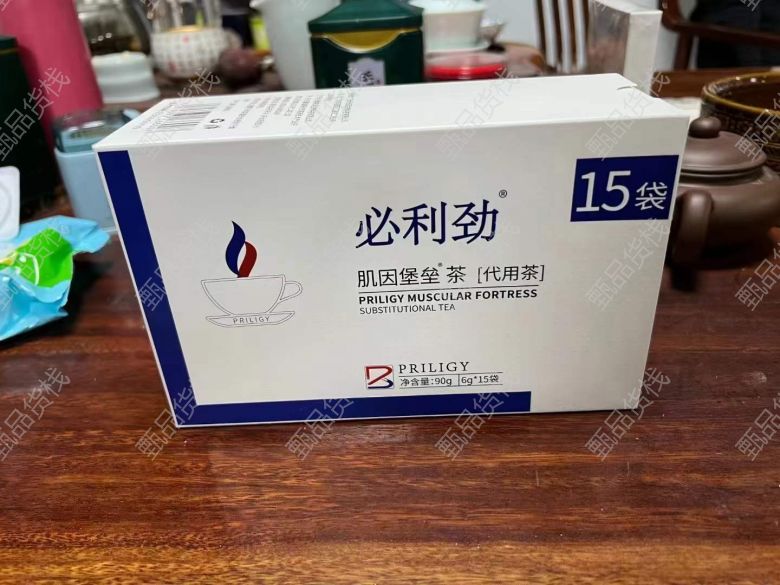 15袋
必利劲®
肌因堡垒®茶 [代用茶]
PRILIGY MUSCULAR FORTRESS
SUBSTITUTIONAL TEA
PRILIGY
PRILIGY
净含量:90g 6g*15袋
甄品货栈